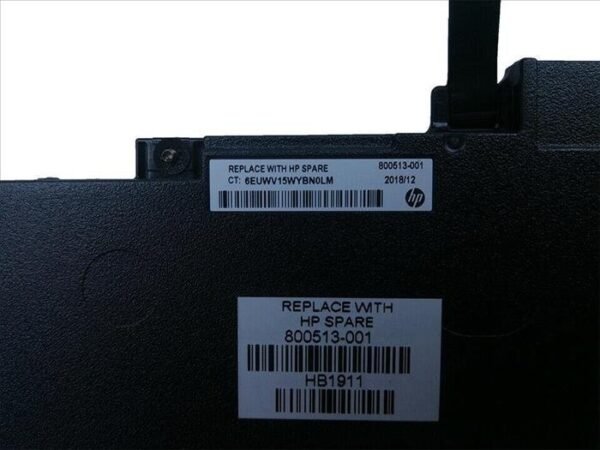 REPLACE WITH HP SPARE 800513-001
CT: 6EUWV15WYBN0LM 2018/12
hp
REPLACE WITH
HP SPARE
800513-001
HB1911